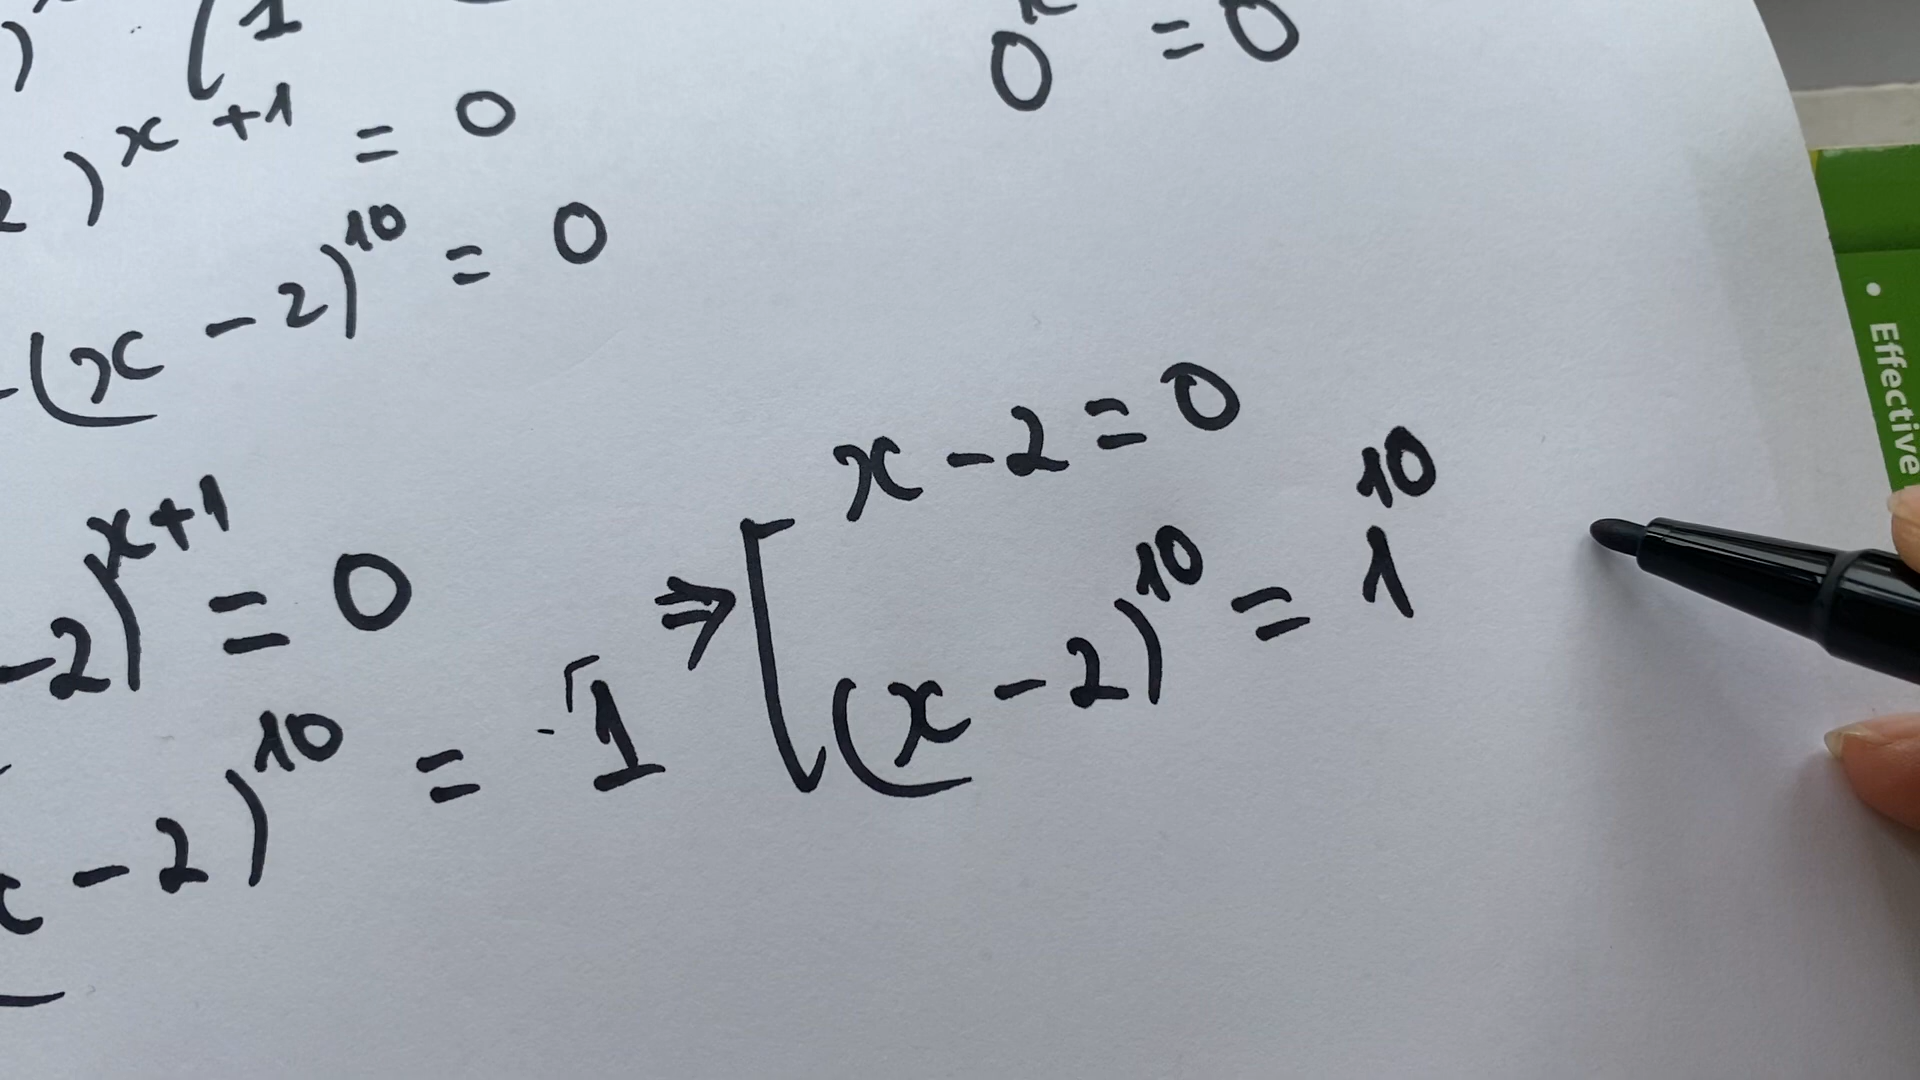 ) (1
0^x = 0
2)^x+1 = 0
-(x - 2)^10 = 0
-2)^x+1 = 0
x - 2)^10 = -1
⇒ [ x - 2 = 0
(x - 2)^10 = 1^10
• Effective